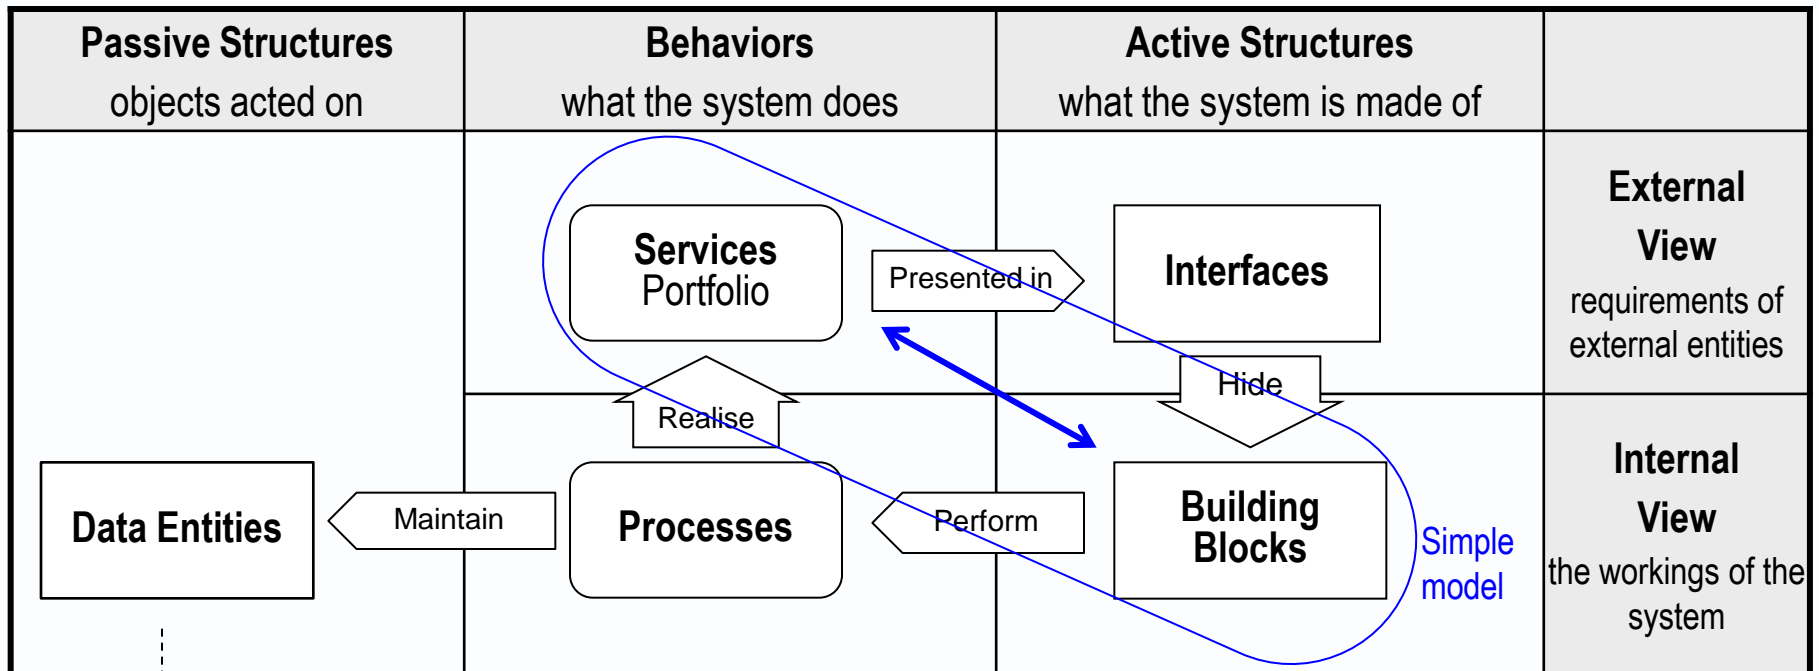 Passive Structures
objects acted on
Behaviors
what the system does
Active Structures
what the system is made of
Services
Portfolio
Presented in
Interfaces
External
View
requirements of
external entities
Realise
Hide
Data Entities
Maintain
Processes
Perform
Building
Blocks
Simple
model
Internal
View
the workings of the
system